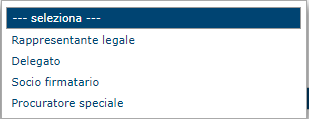 --- seleziona ---
Rappresentante legale
Delegato
Socio firmatario
Procuratore speciale